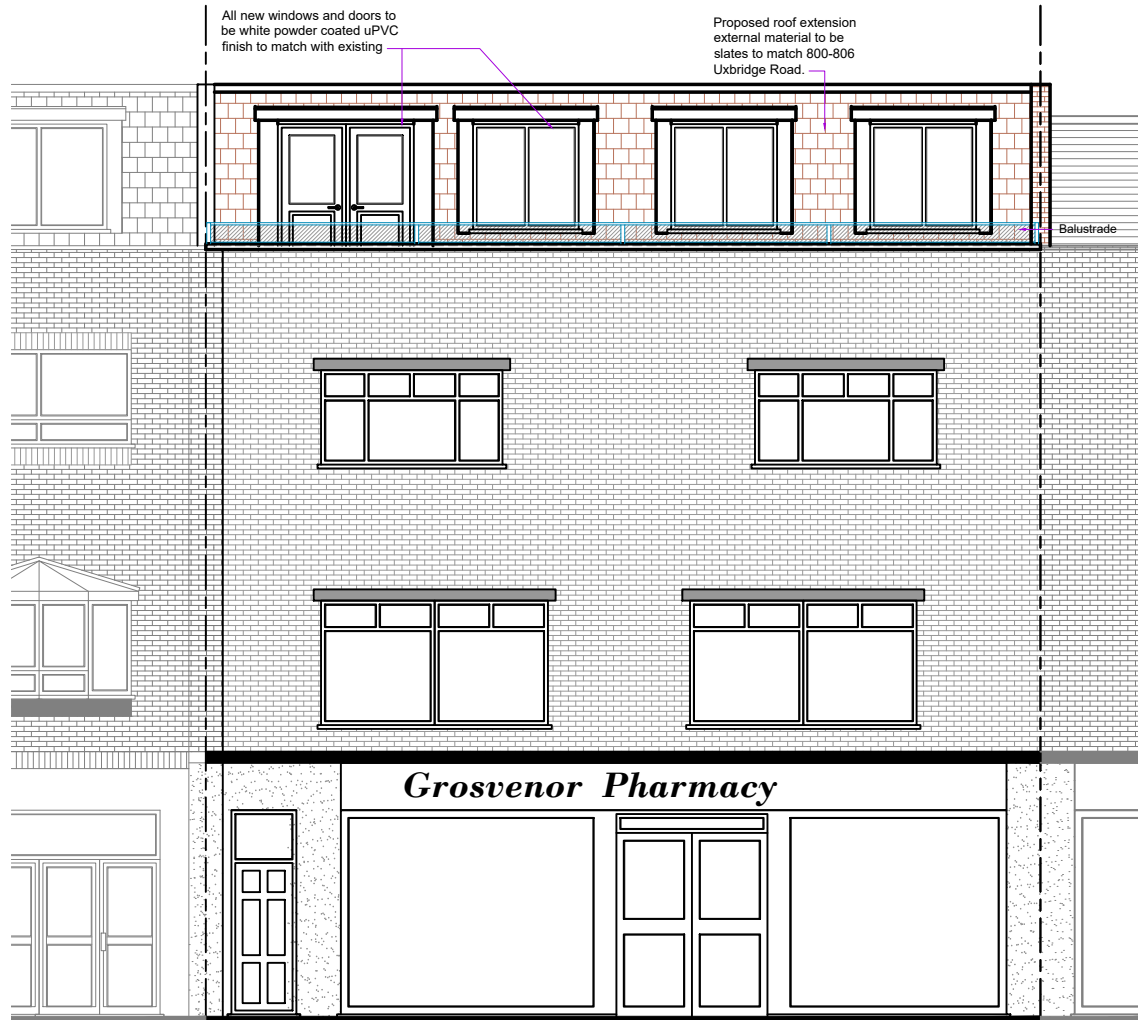 All new windows and doors to
be white powder coated uPVC
finish to match with existing
Proposed roof extension
external material to be
slates to match 800-806
Uxbridge Road.
Balustrade
Grosvenor Pharmacy